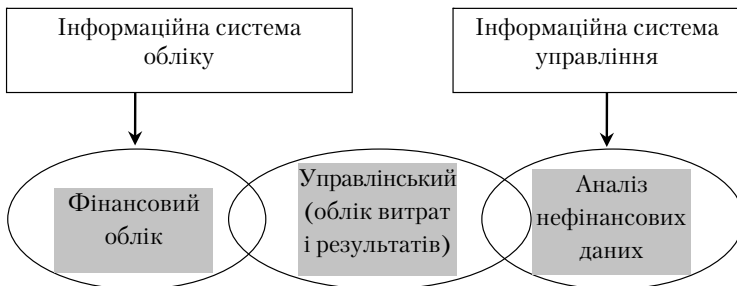 Інформаційна система
обліку
Інформаційна система
управління
Фінансовий
облік
Управлінський
(облік витрат
і результатів)
Аналіз
нефінансових
даних